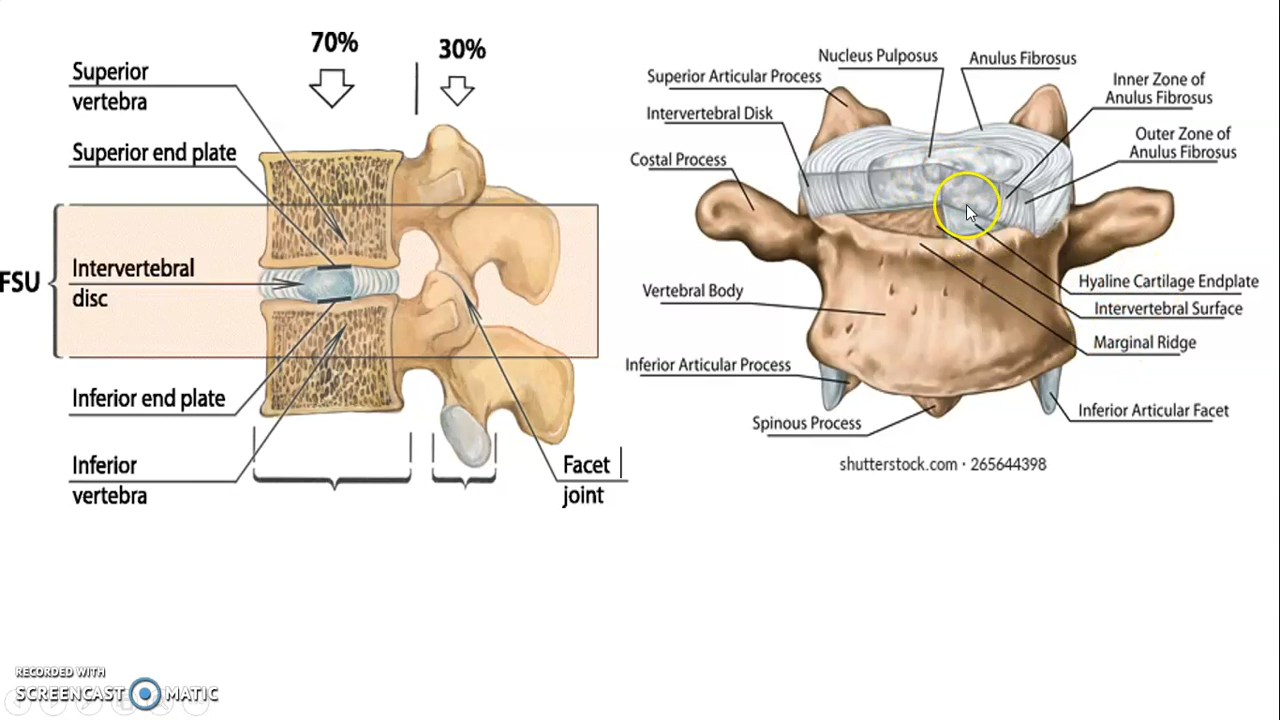 70%
30%
Superior
vertebra
Superior end plate
FSU
Intervertebral
disc
Inferior end plate
Inferior
vertebra
Facet
joint
Nucleus Pulposus
Anulus Fibrosus
Superior Articular Process
Inner Zone of
Anulus Fibrosus
Intervertebral Disk
Outer Zone of
Anulus Fibrosus
Costal Process
Hyaline Cartilage Endplate
Vertebral Body
Intervertebral Surface
Marginal Ridge
Inferior Articular Process
Inferior Articular Facet
Spinous Process
shutterstock.com · 265644398
RECORDED WITH
SCREENCAST MATIC